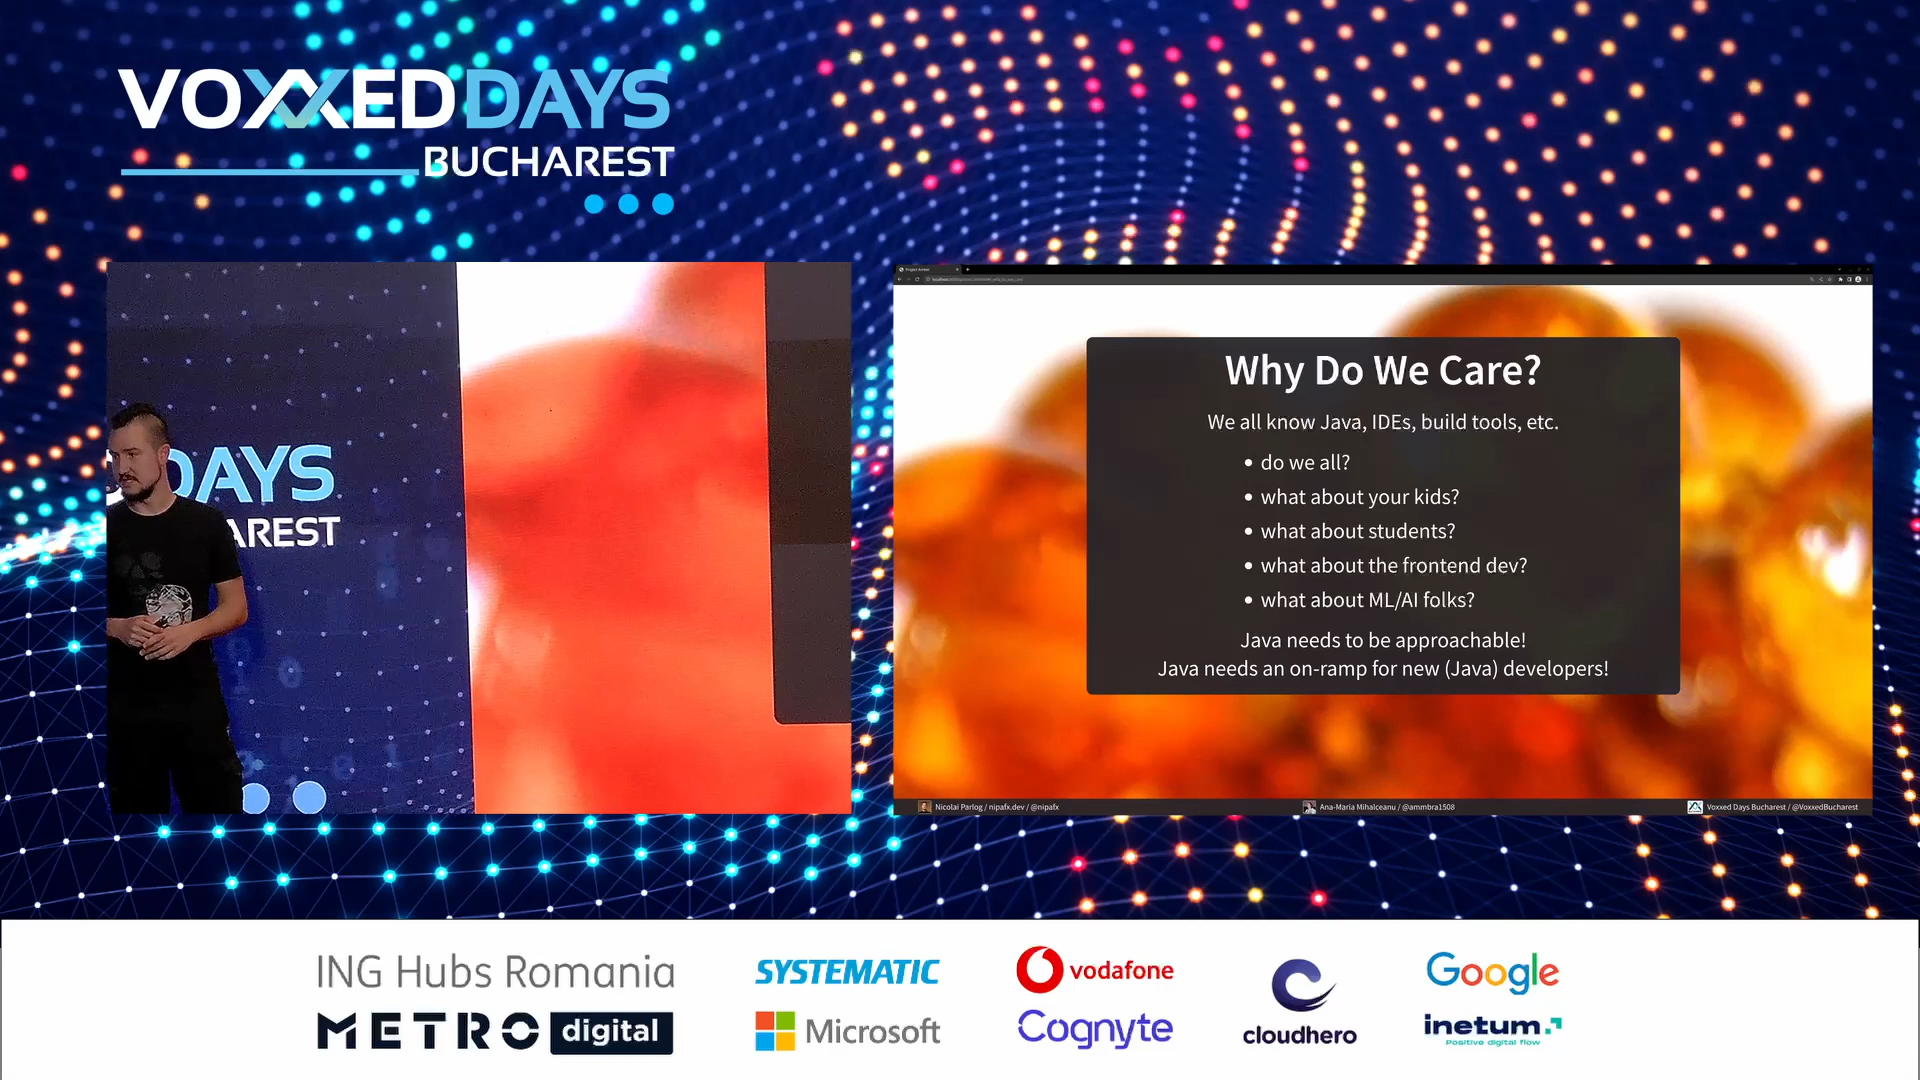 VOXXEDDAYS
BUCHAREST
DAYS
AREST
Project Amber
Why Do We Care?
We all know Java, IDEs, build tools, etc.
• do we all?
• what about your kids?
• what about students?
• what about the frontend dev?
• what about ML/AI folks?
Java needs to be approachable!
Java needs an on-ramp for new (Java) developers!
Nicolai Parlog / nipafx.dev / @nipafx
Ana-Maria Mihalceanu / @ammbra1508
Voxxed Days Bucharest / @VoxxedBucharest
ING Hubs Romania
SYSTEMATIC
vodafone
cloudhero
Google
METRO digital
Microsoft
Cognyte
inetum.
Positive digital flow